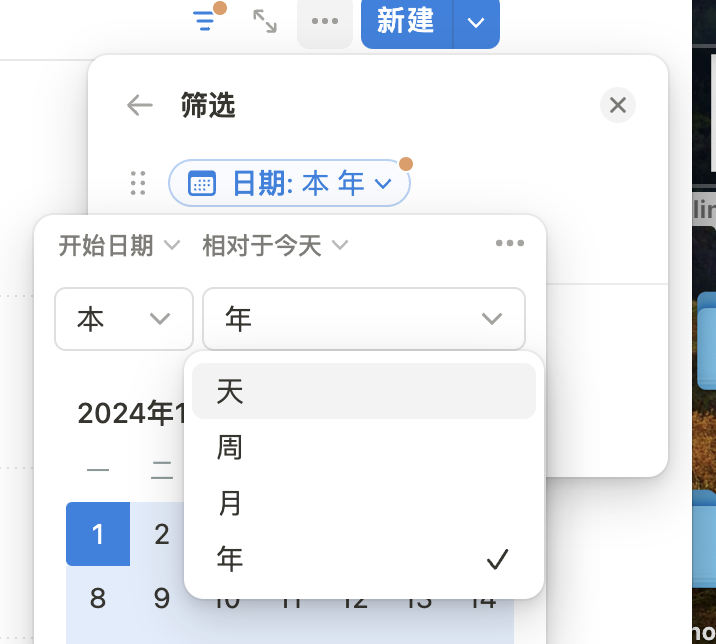 新建
筛选
日期: 本 年
开始日期 相对于今天
本 年
天
2024年1
周
一 二
月
1 2
年
8 9 10 11 12 13 14